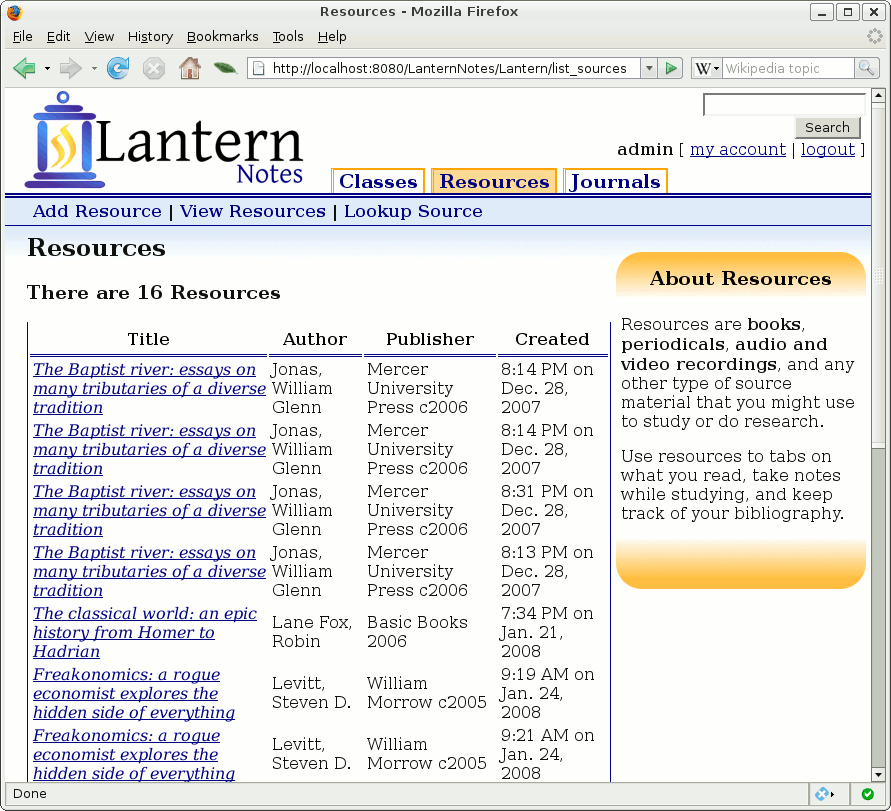 Resources - Mozilla Firefox
File Edit View History Bookmarks Tools Help
http://localhost:8080/LanternNotes/Lantern/list_sources
W Wikipedia topic
Lantern
Notes
Search
admin [ my account | logout ]
Classes Resources Journals
Add Resource | View Resources | Lookup Source
Resources
There are 16 Resources
Title Author Publisher Created
The Baptist river: essays on
many tributaries of a diverse
tradition
Jonas,
William
Glenn
Mercer
University
Press c2006
8:14 PM on
Dec. 28,
2007
The Baptist river: essays on
many tributaries of a diverse
tradition
Jonas,
William
Glenn
Mercer
University
Press c2006
8:14 PM on
Dec. 28,
2007
The Baptist river: essays on
many tributaries of a diverse
tradition
Jonas,
William
Glenn
Mercer
University
Press c2006
8:31 PM on
Dec. 28,
2007
The Baptist river: essays on
many tributaries of a diverse
tradition
Jonas,
William
Glenn
Mercer
University
Press c2006
8:13 PM on
Dec. 28,
2007
The classical world: an epic
history from Homer to
Hadrian
Lane Fox,
Robin
Basic Books
2006
7:34 PM on
Jan. 21,
2008
Freakonomics: a rogue
economist explores the
hidden side of everything
Levitt,
Steven D.
William
Morrow c2005
9:19 AM on
Jan. 24,
2008
Freakonomics: a rogue
economist explores the
hidden side of everything
Levitt,
Steven D.
William
Morrow c2005
9:21 AM on
Jan. 24,
2008
About Resources
Resources are books,
periodicals, audio and
video recordings, and any
other type of source
material that you might use
to study or do research.
Use resources to tabs on
what you read, take notes
while studying, and keep
track of your bibliography.
Done